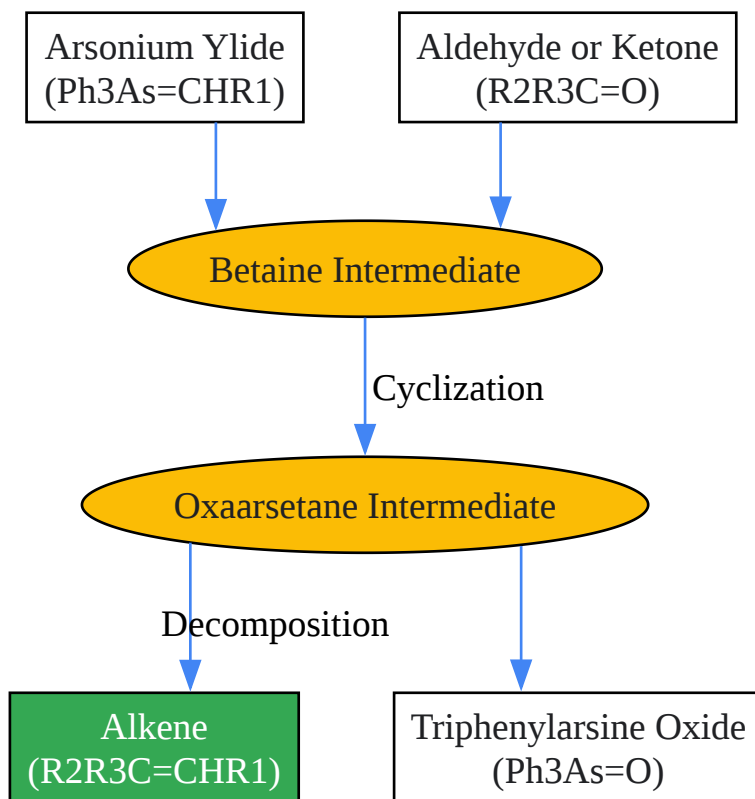 Arsonium Ylide
(Ph3As=CHR1)
Aldehyde or Ketone
(R2R3C=O)
Betaine Intermediate
Cyclization
Oxaarsetane Intermediate
Decomposition
Alkene
(R2R3C=CHR1)
Triphenylarsine Oxide
(Ph3As=O)